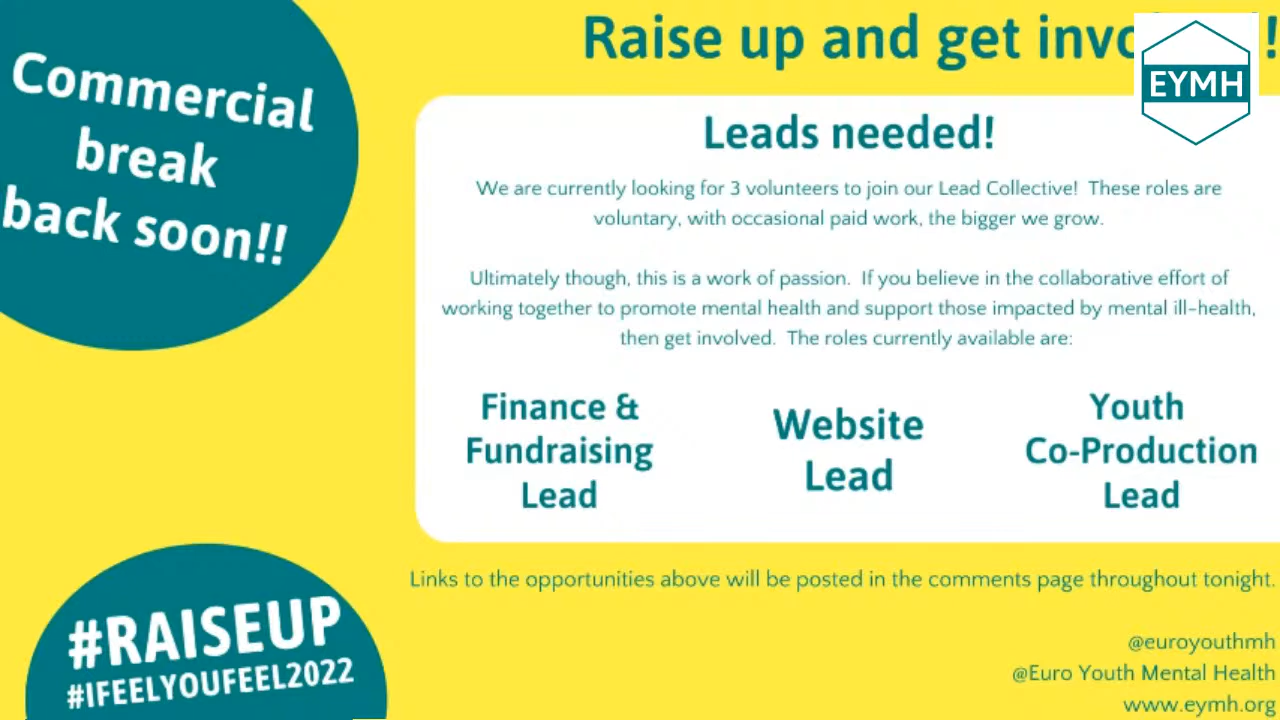 Commercial
break
back soon!!
Raise up and get !
EYMH
Leads needed!
We are currently looking for 3 volunteers to join our Lead Collective! These roles are
voluntary, with occasional paid work, the bigger we grow.
Ultimately though, this is a work of passion. If you believe in the collaborative effort of
working together to promote mental health and support those impacted by mental ill-health,
then get involved. The roles currently available are:
Finance &
Fundraising
Lead
Website
Lead
Youth
Co-Production
Lead
Links to the opportunities above will be posted in the comments page throughout tonight.
#RAISEUP
#IFEELYOUFEEL2022
@euroyouthmh
@Euro Youth Mental Health
www.eymh.org